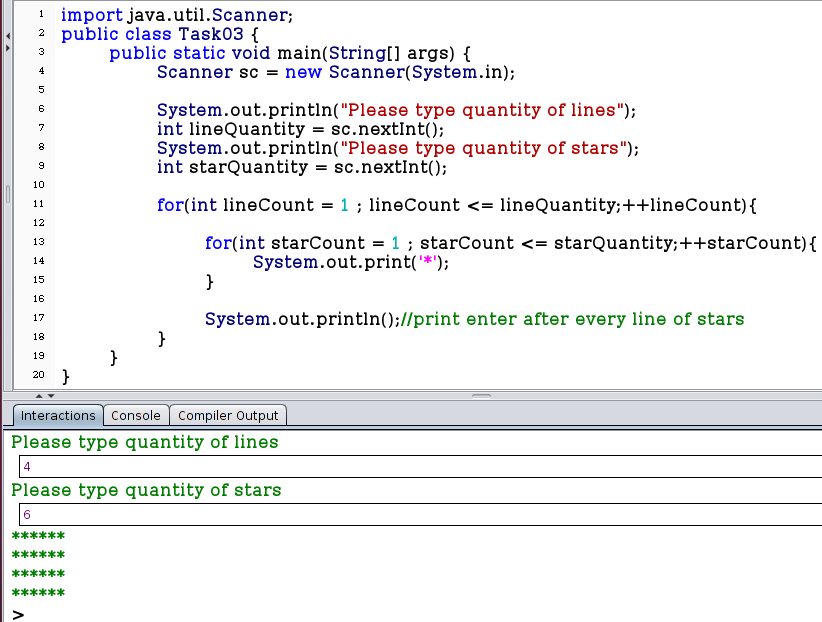 1 import java.util.Scanner;
2 public class Task03 {
3 public static void main(String[] args) {
4 Scanner sc = new Scanner(System.in);
5
6 System.out.println("Please type quantity of lines");
7 int lineQuantity = sc.nextInt();
8 System.out.println("Please type quantity of stars");
9 int starQuantity = sc.nextInt();
10
11 for(int lineCount = 1 ; lineCount <= lineQuantity;++lineCount){
12
13 for(int starCount = 1 ; starCount <= starQuantity;++starCount){
14 System.out.print('*');
15 }
16
17 System.out.println();//print enter after every line of stars
18 }
19 }
20 }
Interactions Console Compiler Output
Please type quantity of lines
4
Please type quantity of stars
6
******
******
******
******
>